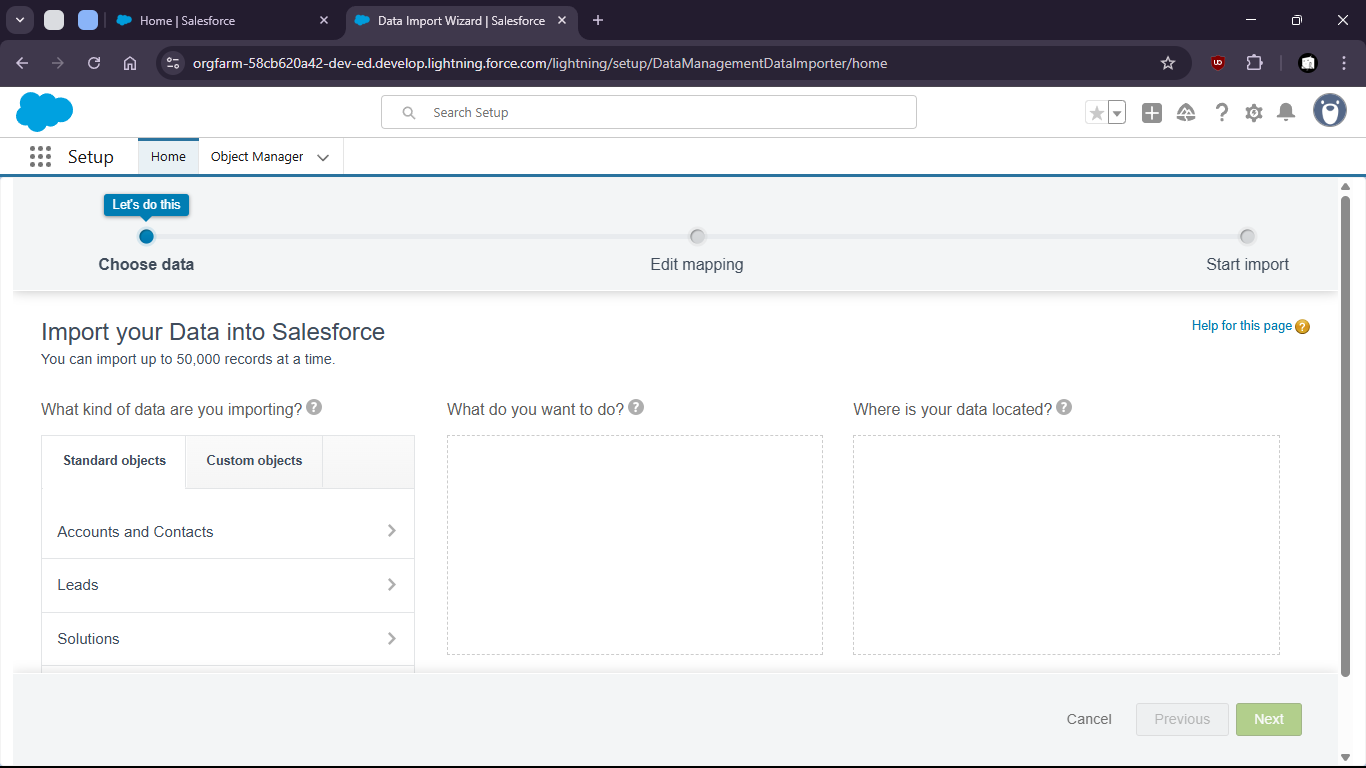 Home | Salesforce
Data Import Wizard | Salesforce
orgfarm-58cb620a42-dev-ed.develop.lightning.force.com/lightning/setup/DataManagementDataImporter/home
UD
Search Setup
Setup
Home
Object Manager
Let's do this
Choose data
Edit mapping
Start import
Import your Data into Salesforce
Help for this page ?
You can import up to 50,000 records at a time.
What kind of data are you importing? ?
What do you want to do? ?
Where is your data located? ?
Standard objects
Custom objects
Accounts and Contacts
Leads
Solutions
Cancel
Previous
Next